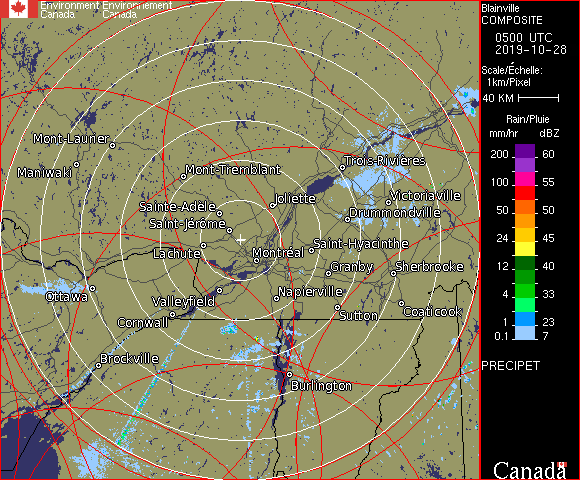 Environment Environnement
Canada Canada
Mont-Laurier
Maniwaki
Mont-Tremblant
Trois-Rivières
Joliette
Victoriaville
Sainte-Adèle
Drummondville
Saint-Jérôme
Saint-Hyacinthe
Lachute
Montréal
Granby
Sherbrooke
Ottawa
Valleyfield
Napierville
Sutton
Coaticook
Cornwall
Brockville
Burlington
Blainville
COMPOSITE
0500 UTC
2019-10-28
Scale/Échelle:
1km/Pixel
40 KM
Rain/Pluie
mm/hr dBZ
200 60
100 55
50 50
24 45
12 40
4 33
1 23
0.1 7
PRECIPET
Canada